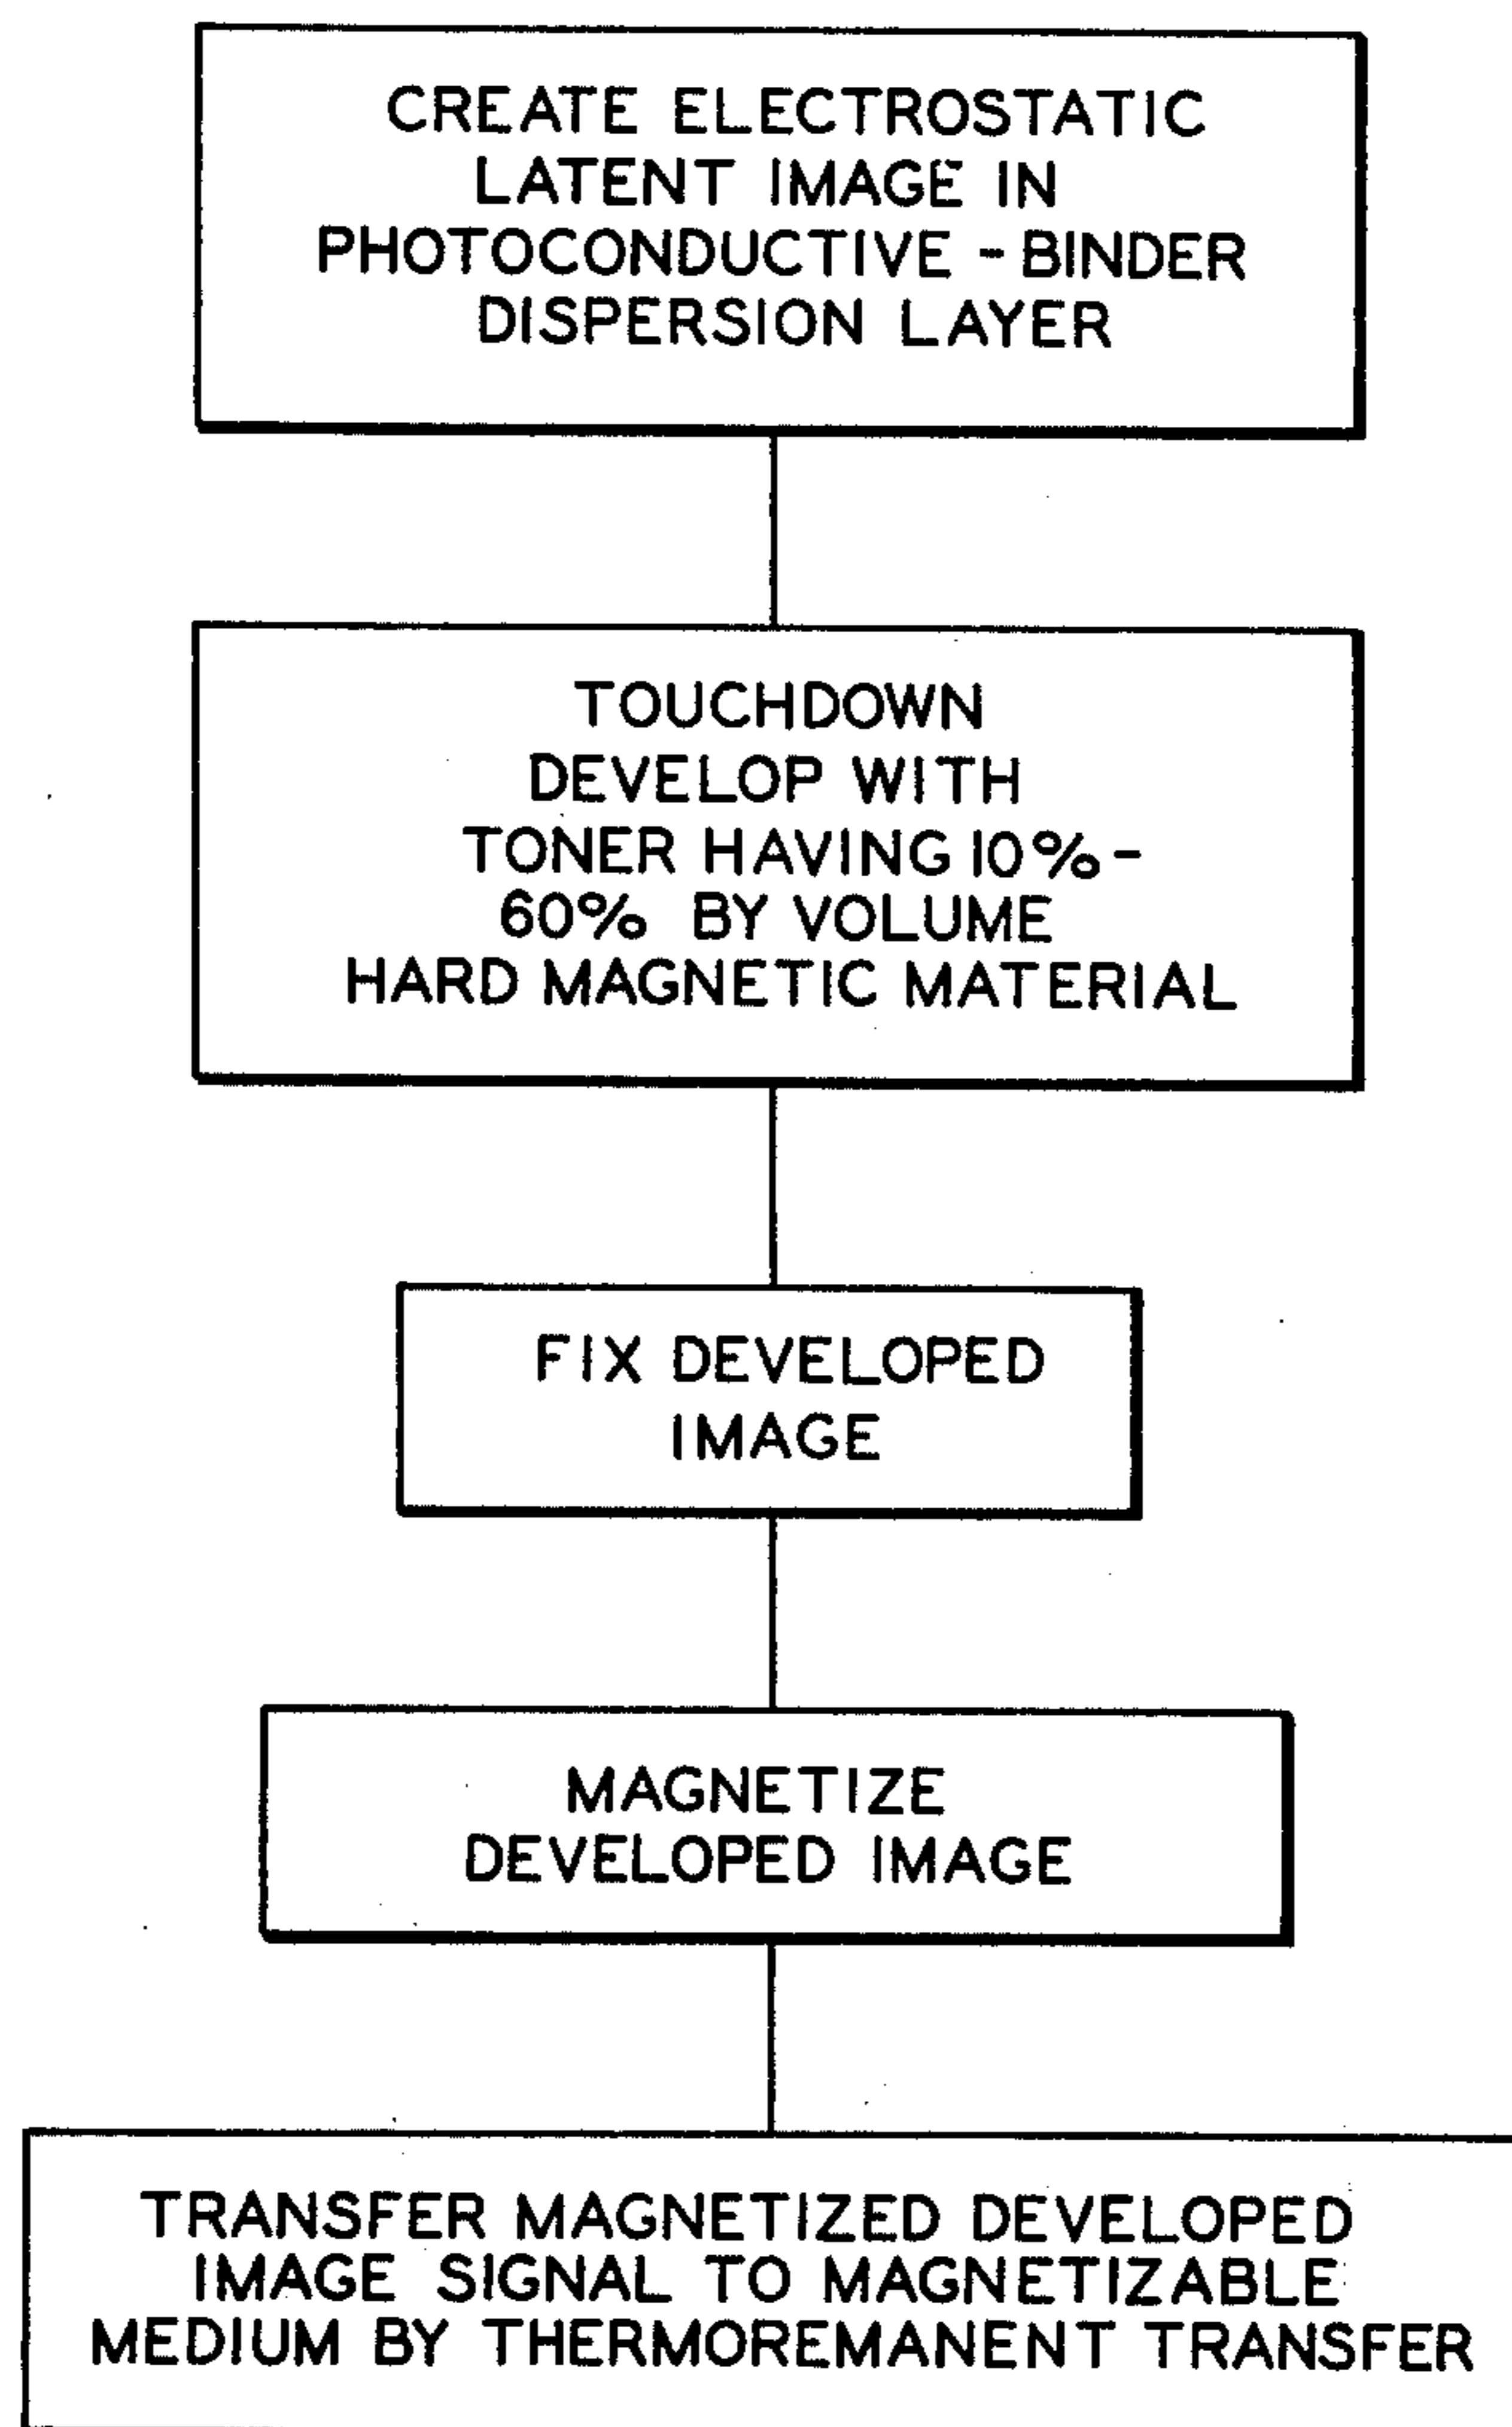 CREATE ELECTROSTATIC
LATENT IMAGE IN
PHOTOCONDUCTIVE - BINDER
DISPERSION LAYER
TOUCHDOWN
DEVELOP WITH
TONER HAVING 10% -
60% BY VOLUME
HARD MAGNETIC MATERIAL
FIX DEVELOPED
IMAGE
MAGNETIZE
DEVELOPED IMAGE
TRANSFER MAGNETIZED DEVELOPED
IMAGE SIGNAL TO MAGNETIZABLE
MEDIUM BY THERMOREMANENT TRANSFER